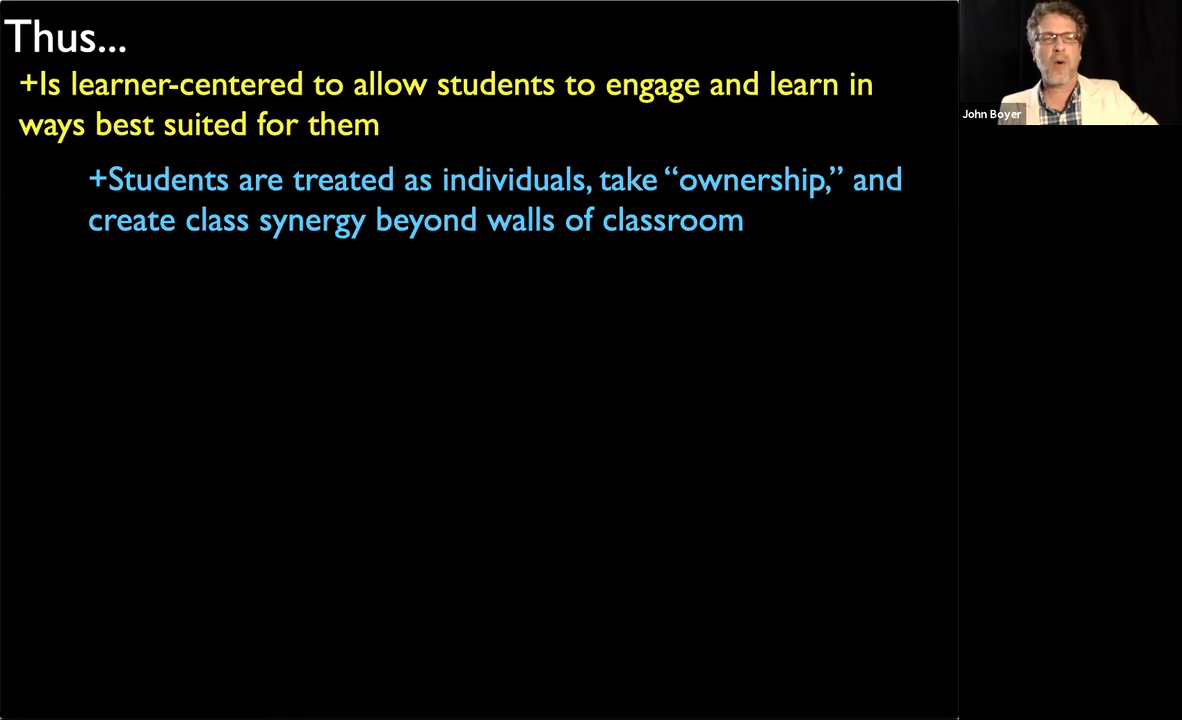 Thus...
+Is learner-centered to allow students to engage and learn in
ways best suited for them
+Students are treated as individuals, take “ownership,” and
create class synergy beyond walls of classroom
John Boyer